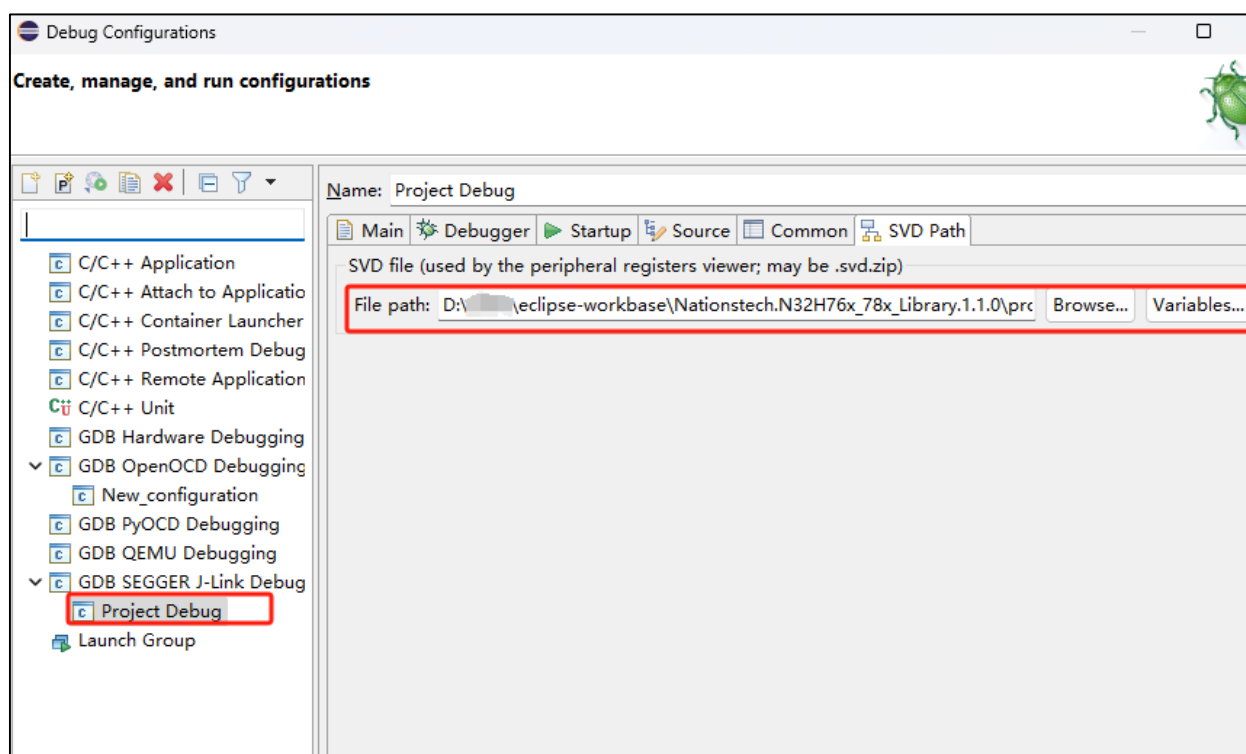 Debug Configurations
Create, manage, and run configurations
Name: Project Debug
Main Debugger Startup Source Common SVD Path
SVD file (used by the peripheral registers viewer; may be .svd.zip)
File path: D:\ \eclipse-workbase\Nationstech.N32H76x_78x_Library.1.1.0\pro Browse... Variables...
C/C++ Application
C/C++ Attach to Applicatio
C/C++ Container Launcher
C/C++ Postmortem Debug
C/C++ Remote Application
C/C++ Unit
GDB Hardware Debugging
GDB OpenOCD Debugging
New_configuration
GDB PyOCD Debugging
GDB QEMU Debugging
GDB SEGGER J-Link Debug
Project Debug
Launch Group